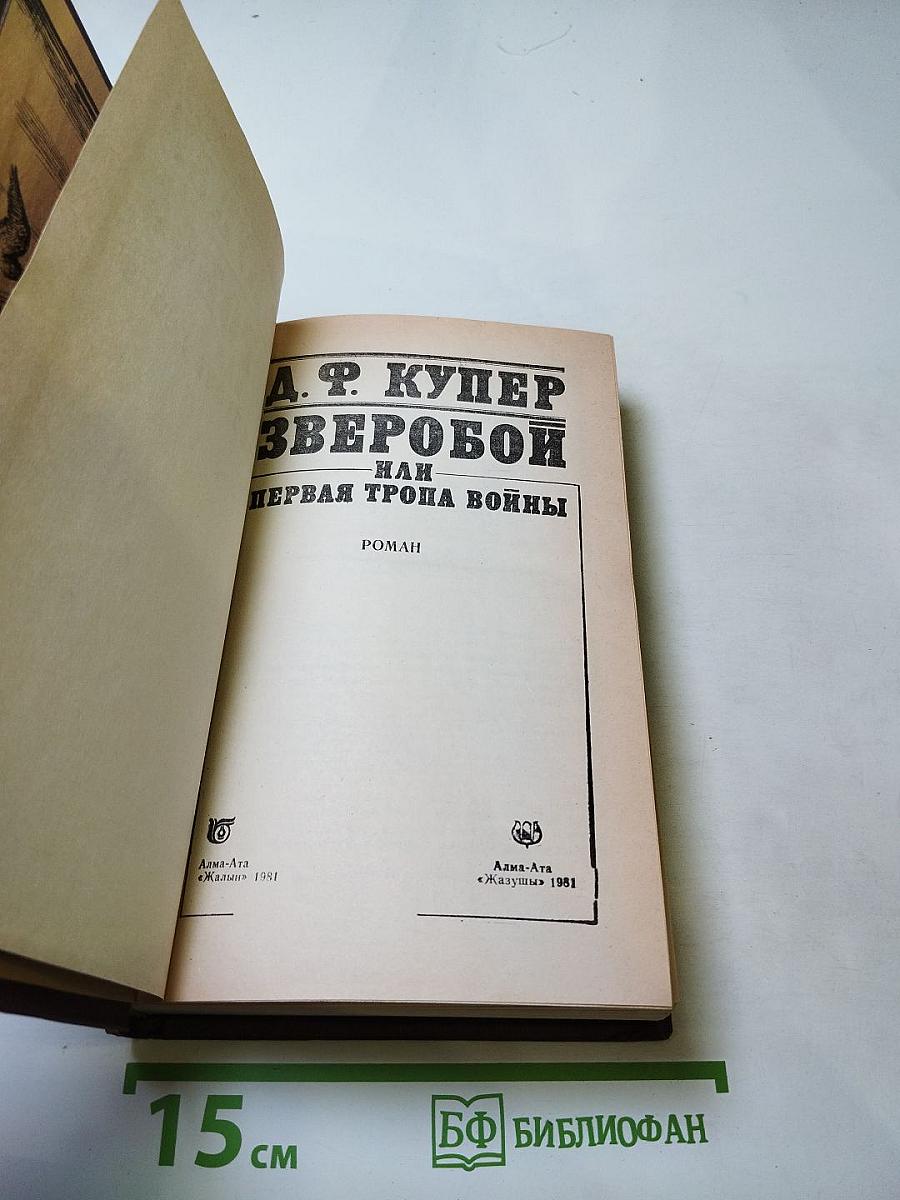 Д. Ф. КУПЕР
ЗВЕРОБОЙ
ИЛИ
ПЕРВАЯ ТРОПА ВОЙНЫ
РОМАН
Алма-Ата
«Жалын» 1981
Алма-Ата
«Жазушы» 1981
15 см
БФ БИБЛИОФАН